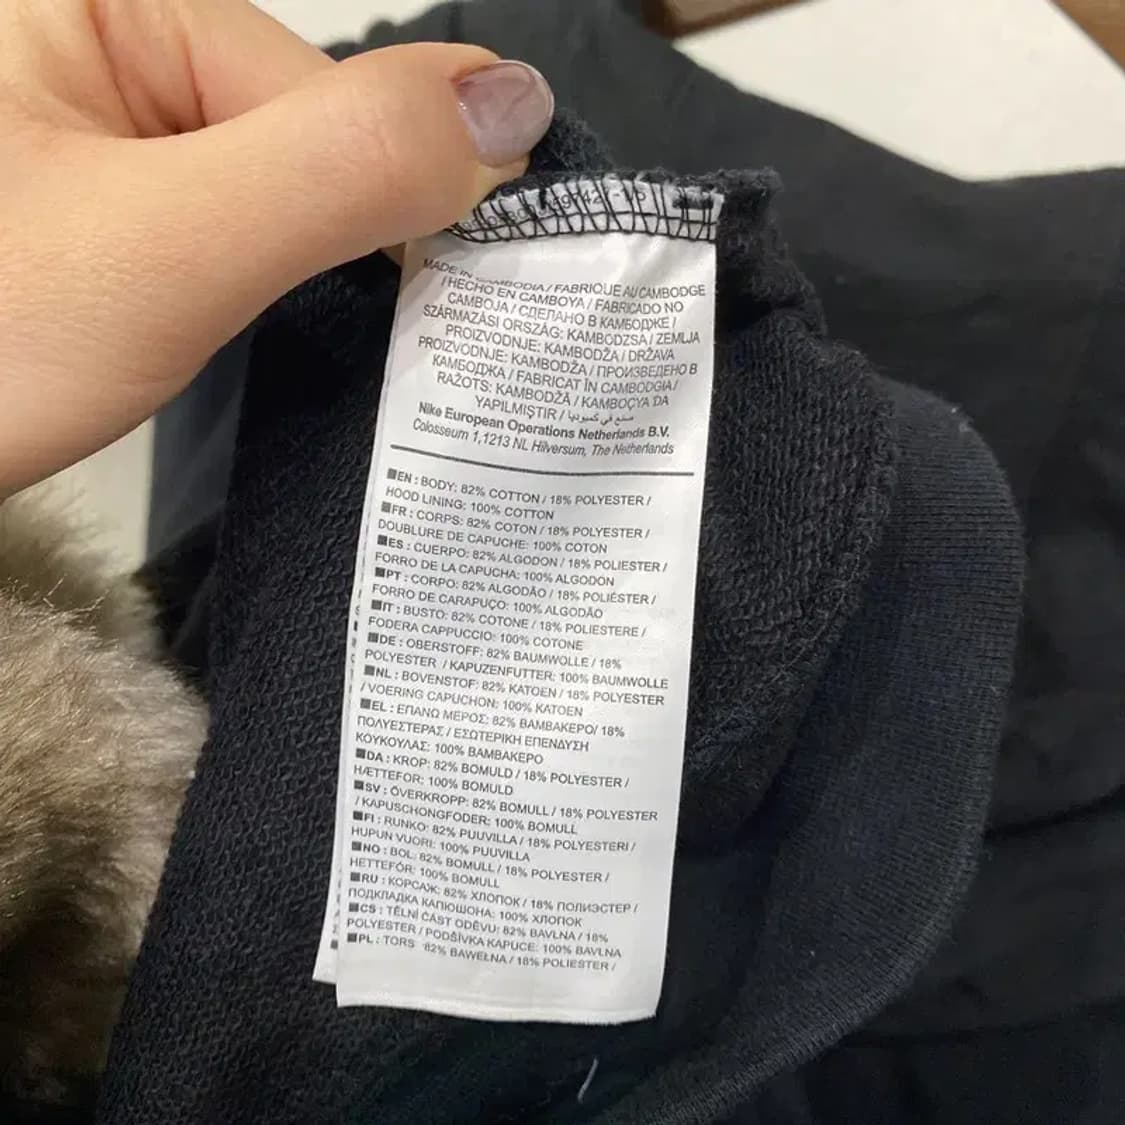 MADE IN CAMBODIA / FABRIQUE AU CAMBODGE
/ HECHO EN CAMBOYA / FABRICADO NO
CAMBOJA / СДЕЛАНО В КАМБОДЖЕ /
SZÁRMAZÁSI ORSZÁG: KAMBODZSA / ZEMLJA
PROIZVODNJE: KAMBODŽA / DRŽAVA
PROIZVODNJE: KAMBODŽA / ПРОИЗВЕДЕНО В
КАМБОДЖА / FABRICAT ÎN CAMBODGIA /
RAŽOTS: KAMBODŽĀ / KAMBOÇYA'DA
YAPILMIŞTIR / صنع في كمبوديا
Nike European Operations Netherlands B.V.
Colosseum 1,1213 NL Hilversum, The Netherlands
EN : BODY: 82% COTTON / 18% POLYESTER /
HOOD LINING: 100% COTTON
FR : CORPS: 82% COTON / 18% POLYESTER /
DOUBLURE DE CAPUCHE: 100% COTON
ES : CUERPO: 82% ALGODON / 18% POLIESTER /
FORRO DE LA CAPUCHA: 100% ALGODON
PT : CORPO: 82% ALGODÃO / 18% POLIÉSTER /
FORRO DE CARAPUÇO: 100% ALGODÃO
IT : BUSTO: 82% COTONE / 18% POLIESTERE /
FODERA CAPPUCCIO: 100% COTONE
DE : OBERSTOFF: 82% BAUMWOLLE / 18%
POLYESTER / KAPUZENFUTTER: 100% BAUMWOLLE
NL : BOVENSTOF: 82% KATOEN / 18% POLYESTER
/ VOERING CAPUCHON: 100% KATOEN
EL : ΕΠΑΝΩ ΜΕΡΟΣ: 82% ΒΑΜΒΑΚΕΡΟ/ 18%
ΠΟΛΥΕΣΤΕΡΑΣ / ΕΣΩΤΕΡΙΚΗ ΕΠΕΝΔΥΣΗ
ΚΟΥΚΟΥΛΑΣ: 100% ΒΑΜΒΑΚΕΡΟ
DA : KROP: 82% BOMULD / 18% POLYESTER /
HÆTTEFOR: 100% BOMULD
SV : ÖVERKROPP: 82% BOMULL / 18% POLYESTER
/ KAPUSCHONGFODER: 100% BOMULL
FI : RUNKO: 82% PUUVILLA / 18% POLYESTERI /
HUPUN VUORI: 100% PUUVILLA
NO : BOL: 82% BOMULL / 18% POLYESTER /
HETTEFÓR: 100% BOMULL
RU : КОРСАЖ: 82% ХЛОПОК / 18% ПОЛИЭСТЕР /
ПОДКЛАДКА КАПЮШОНА: 100% ХЛОПОК
CS : TĚLNÍ ČÁST ODĚVU: 82% BAVLNA / 18%
POLYESTER / PODŠÍVKA KAPUCE: 100% BAVLNA
PL : TORS 82% BAWEŁNA / 18% POLIESTER /